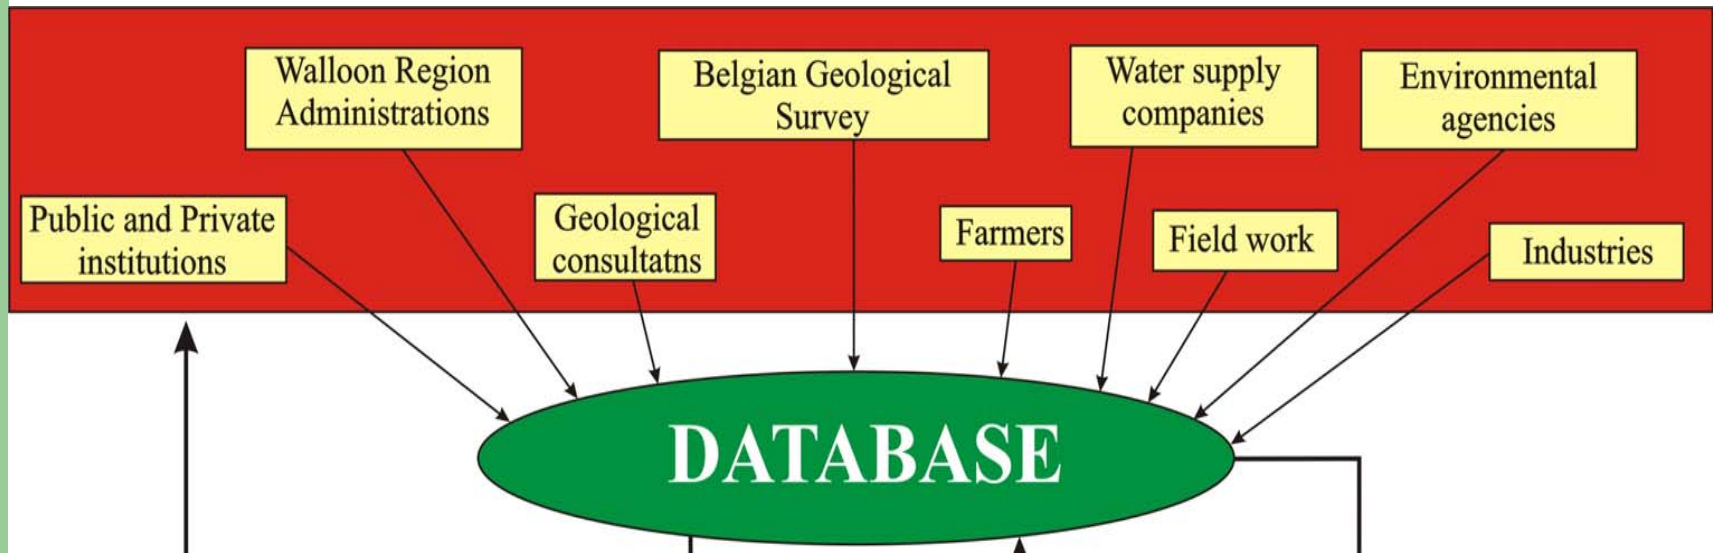 Walloon Region
Administrations
Belgian Geological
Survey
Water supply
companies
Environmental
agencies
Public and Private
institutions
Geological
consultatns
Farmers
Field work
Industries
DATABASE